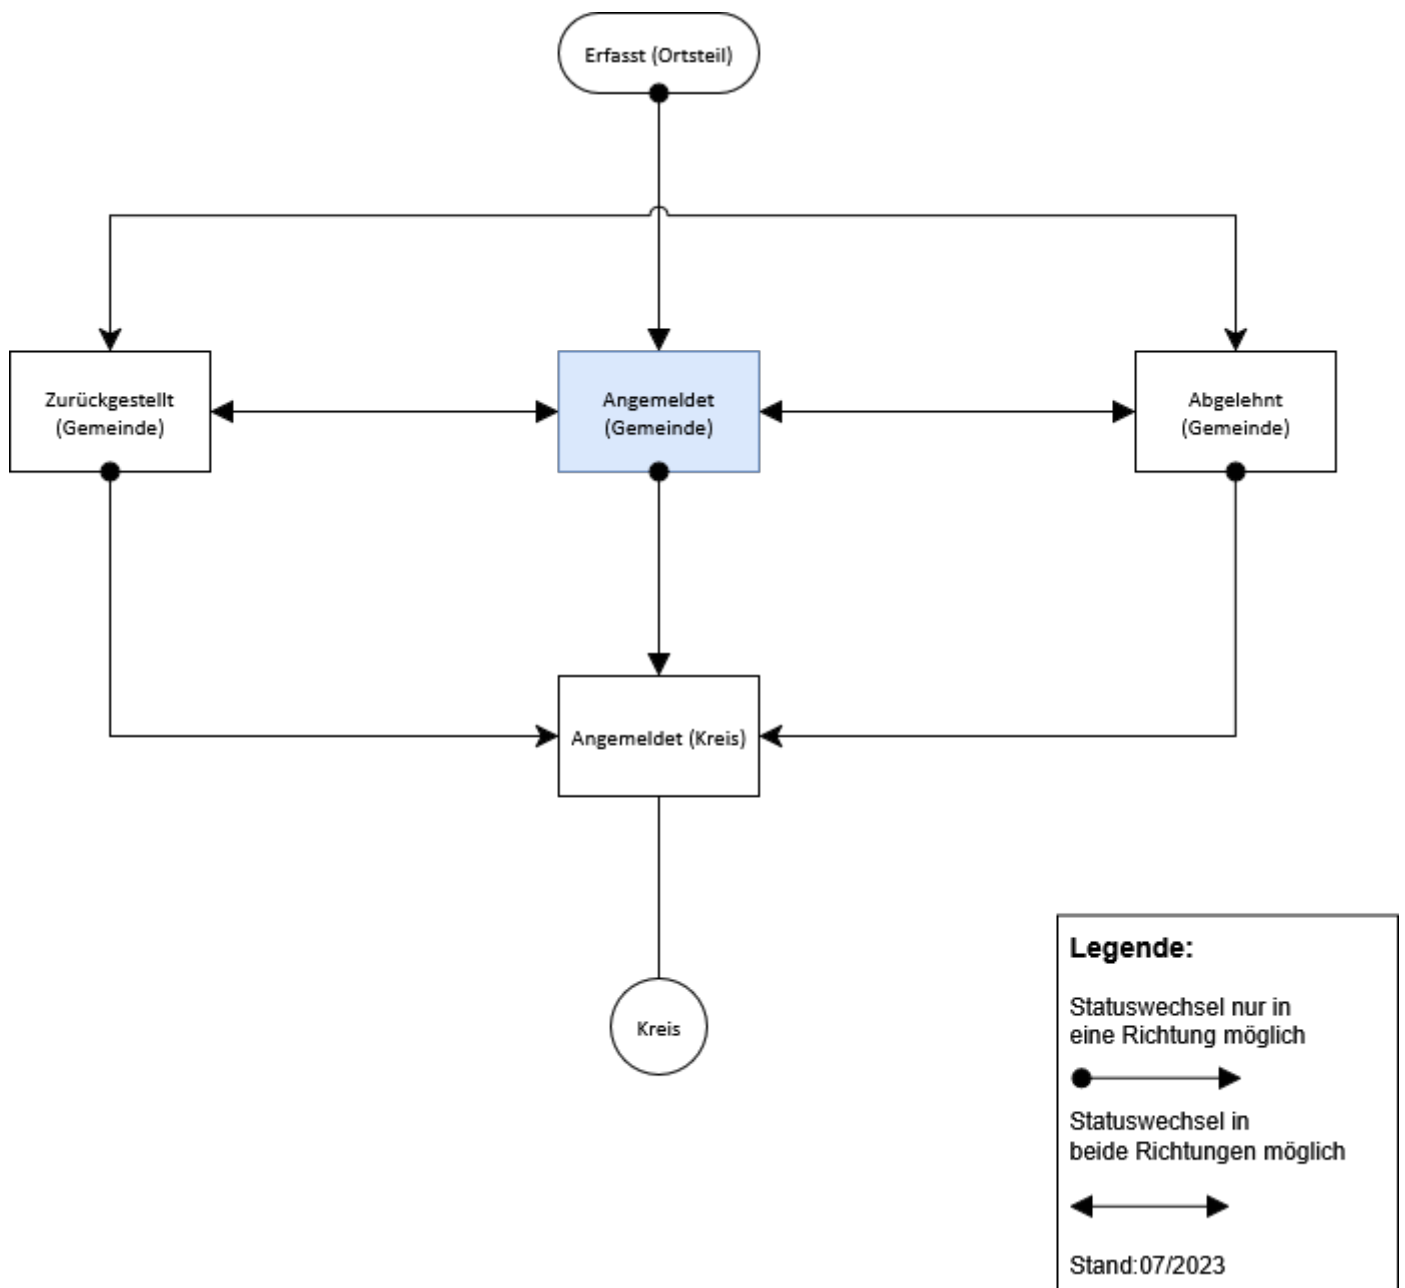 Erfasst (Ortsteil)
Zurückgestellt
(Gemeinde)
Angemeldet
(Gemeinde)
Abgelehnt
(Gemeinde)
Angemeldet (Kreis)
Kreis
Legende:
Statuswechsel nur in
eine Richtung möglich
Statuswechsel in
beide Richtungen möglich
Stand:07/2023